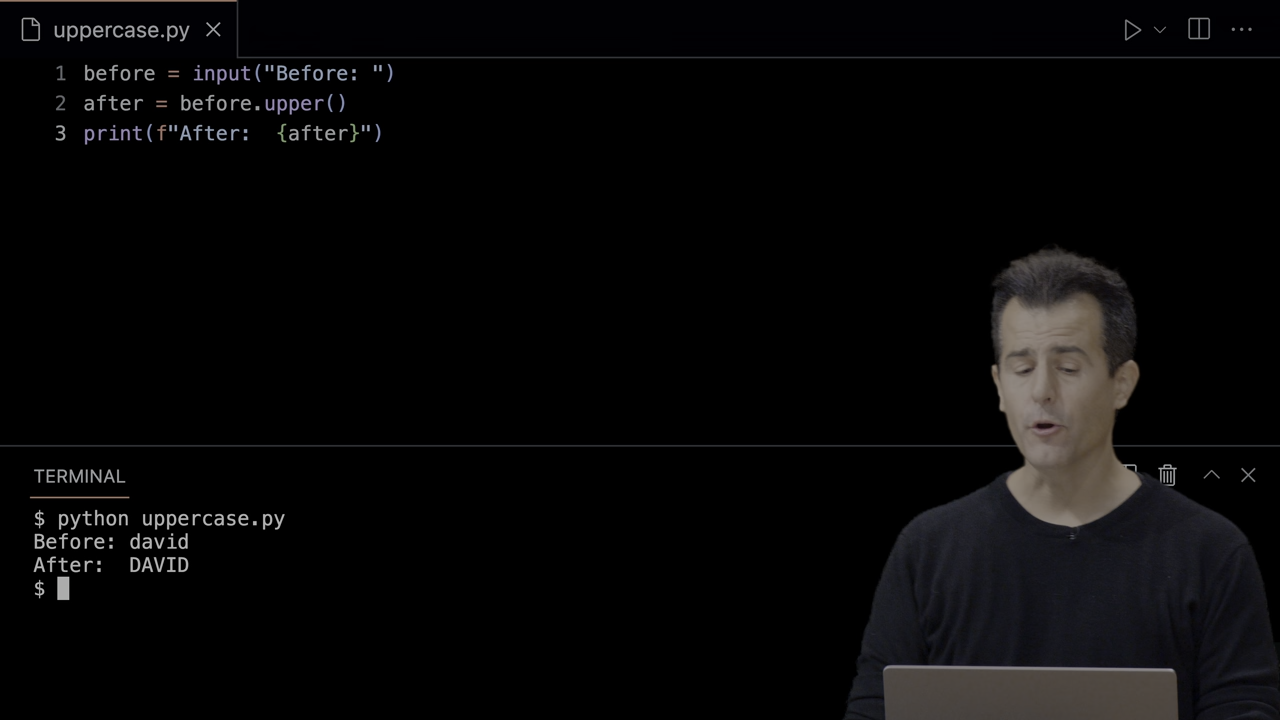 uppercase.py
1 before = input("Before: ")
2 after = before.upper()
3 print(f"After:  {after}")
TERMINAL
$ python uppercase.py
Before: david
After:  DAVID
$